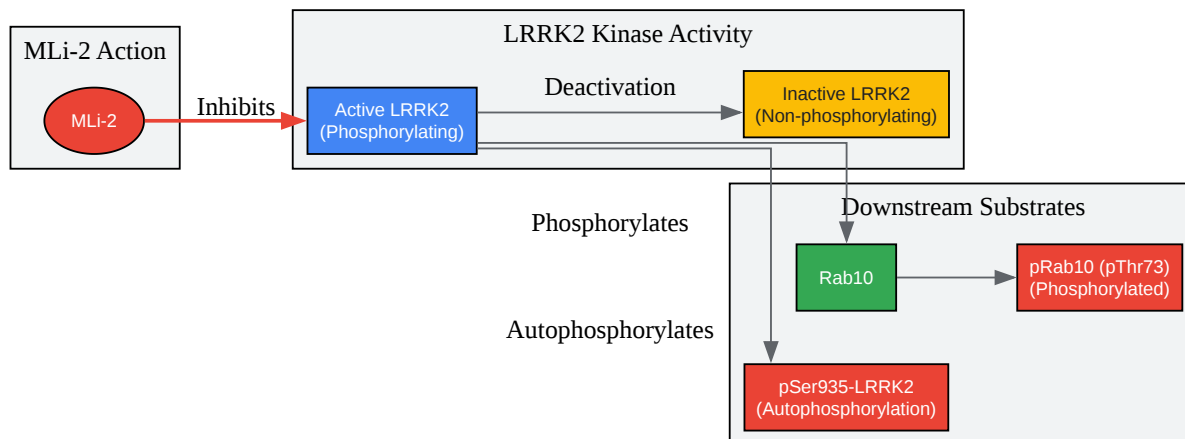 MLi-2 Action
MLi-2
Inhibits
LRRK2 Kinase Activity
Active LRRK2
(Phosphorylating)
Deactivation
Inactive LRRK2
(Non-phosphorylating)
Phosphorylates
Autophosphorylates
Downstream Substrates
Rab10
pRab10 (pThr73)
(Phosphorylated)
pSer935-LRRK2
(Autophosphorylation)